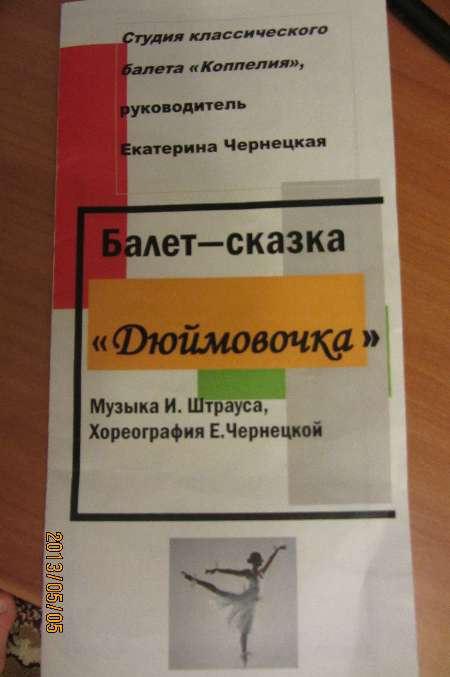 Студия классического
балета «Коппелия»,
руководитель
Екатерина Чернецкая
Балет—сказка
«Дюймовочка»
Музыка И. Штрауса,
Хореография Е.Чернецкой
2013/05/05